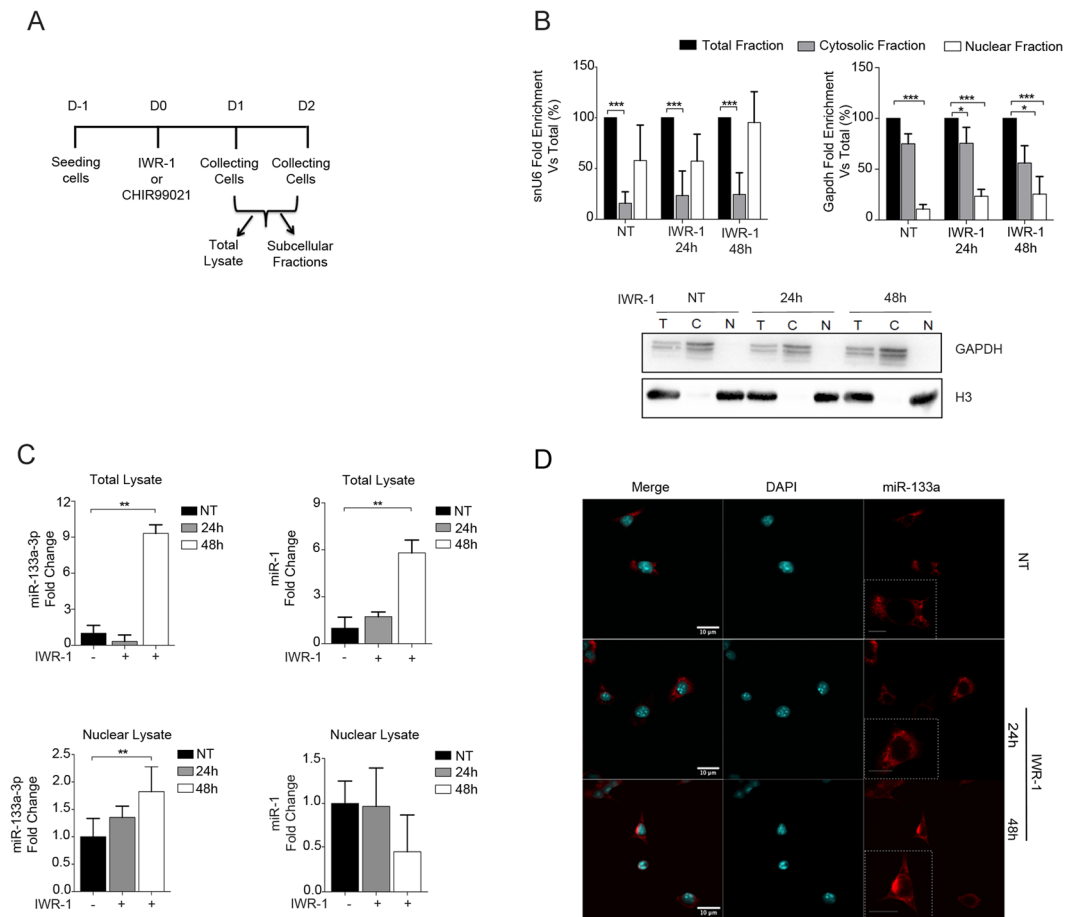 A
D-1 D0 D1 D2
Seeding cells
IWR-1 or CHIR99021
Collecting Cells
Collecting Cells
Total Lysate
Subcellular Fractions
B
Total Fraction Cytosolic Fraction Nuclear Fraction
snU6 Fold Enrichment
Vs Total (%)
150
100
50
0
*** *** ***
NT
IWR-1 24h
IWR-1 48h
Gapdh Fold Enrichment
Vs Total (%)
150
100
50
0
*** *** ***
* *
NT
IWR-1 24h
IWR-1 48h
IWR-1 NT 24h 48h
T C N T C N T C N
GAPDH
H3
C
Total Lysate
miR-133a-3p
Fold Change
12
9
6
3
0
**
NT
24h
48h
IWR-1 - + +
Total Lysate
miR-1
Fold Change
9
6
3
0
**
NT
24h
48h
IWR-1 - + +
Nuclear Lysate
miR-133a-3p
Fold Change
2.5
2.0
1.5
1.0
0.5
0.0
**
NT
24h
48h
IWR-1 - + +
Nuclear Lysate
miR-1
Fold Change
1.5
1.0
0.5
0.0
NT
24h
48h
IWR-1 - + +
D
Merge DAPI miR-133a
NT
10 µm
24h
10 µm
48h
10 µm
IWR-1